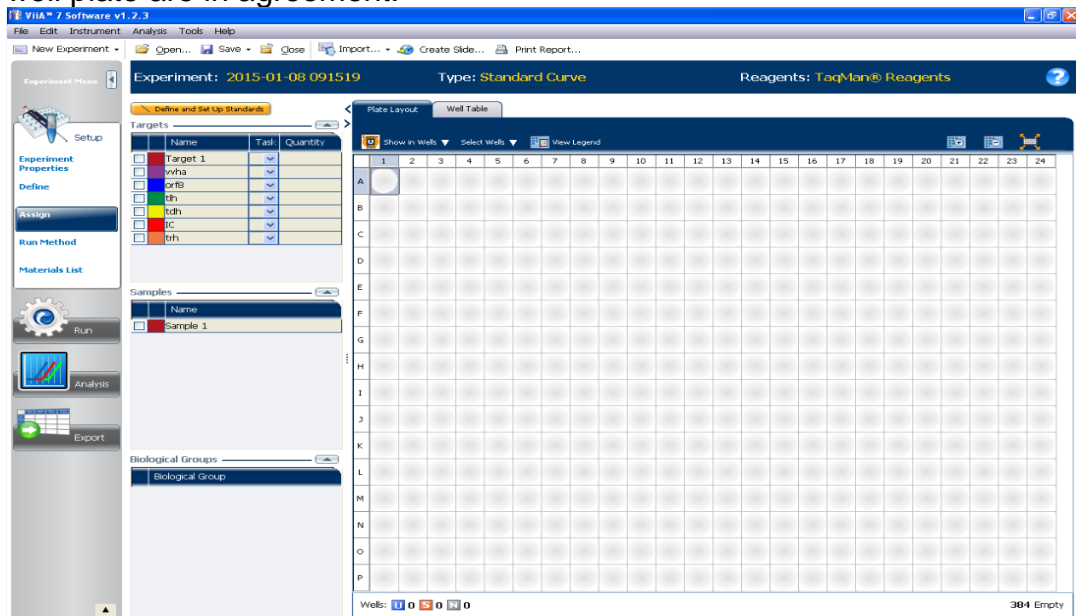 well plate are in agreement.
ViiA™ 7 Software v1.2.3
File Edit Instrument Analysis Tools Help
New Experiment Open... Save Close Import... Create Slide... Print Report...
Experiment Menu
Experiment: 2015-01-08 091519 Type: Standard Curve Reagents: TaqMan® Reagents
Setup
Experiment Properties
Define
Assign
Run Method
Materials List
Run
Analysis
Export
Define and Set Up Standards
Targets
Name Task Quantity
Target 1
vvha
orf8
tlh
tdh
IC
trh
Samples
Name
Sample 1
Biological Groups
Biological Group
Plate Layout Well Table
Show in Wells Select Wells View Legend
1 2 3 4 5 6 7 8 9 10 11 12 13 14 15 16 17 18 19 20 21 22 23 24
A
B
C
D
E
F
G
H
I
J
K
L
M
N
O
P
Wells: U 0 S 0 N 0 384 Empty